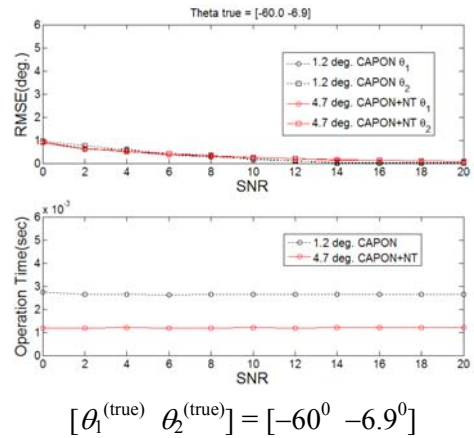 Theta true = [-60.0 -6.9]
6
5
4
3
2
1
0
RMSE(deg.)
1.2 deg. CAPON θ1
1.2 deg. CAPON θ2
4.7 deg. CAPON+NT θ1
4.7 deg. CAPON+NT θ2
0 2 4 6 8 10 12 14 16 18 20
SNR
x 10^-3
6
5
4
3
2
1
0
Operation Time(sec)
1.2 deg. CAPON
4.7 deg. CAPON+NT
0 2 4 6 8 10 12 14 16 18 20
SNR
[θ1^(true) θ2^(true)] = [–60^0 –6.9^0]